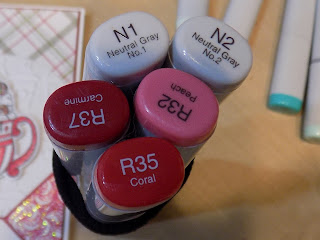 N1
Neutral Gray
No.1
N2
Neutral Gray
No.2
R37
Carmine
R32
Peach
R35
Coral